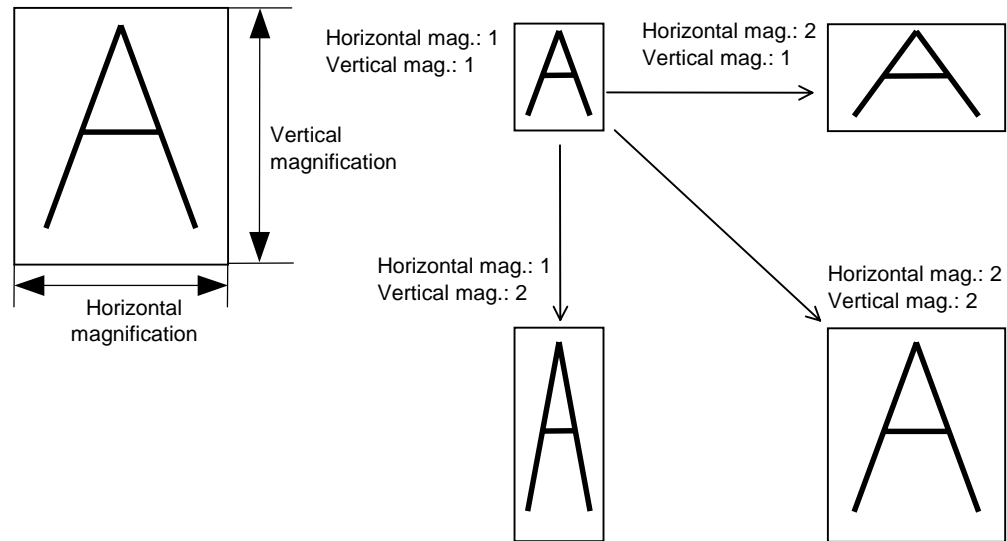 A
Vertical
magnification
Horizontal
magnification
Horizontal mag.: 1
Vertical mag.: 1
A
Horizontal mag.: 2
Vertical mag.: 1
A
Horizontal mag.: 1
Vertical mag.: 2
A
Horizontal mag.: 2
Vertical mag.: 2
A